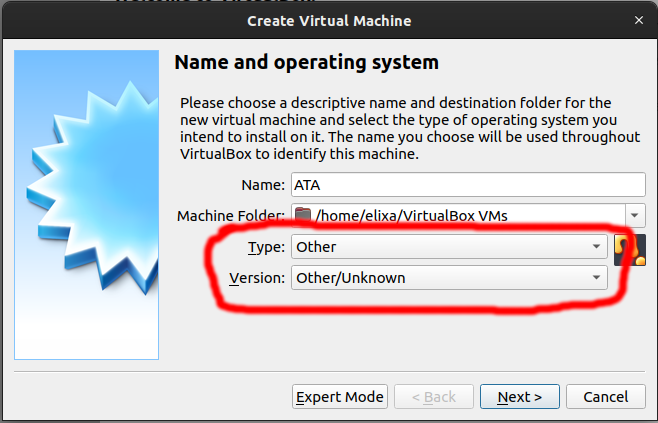 Create Virtual Machine
Name and operating system
Please choose a descriptive name and destination folder for the
new virtual machine and select the type of operating system you
intend to install on it. The name you choose will be used throughout
VirtualBox to identify this machine.
Name: ATA
Machine Folder: /home/elixa/VirtualBox VMs
Type: Other
Version: Other/Unknown
Expert Mode < Back Next > Cancel